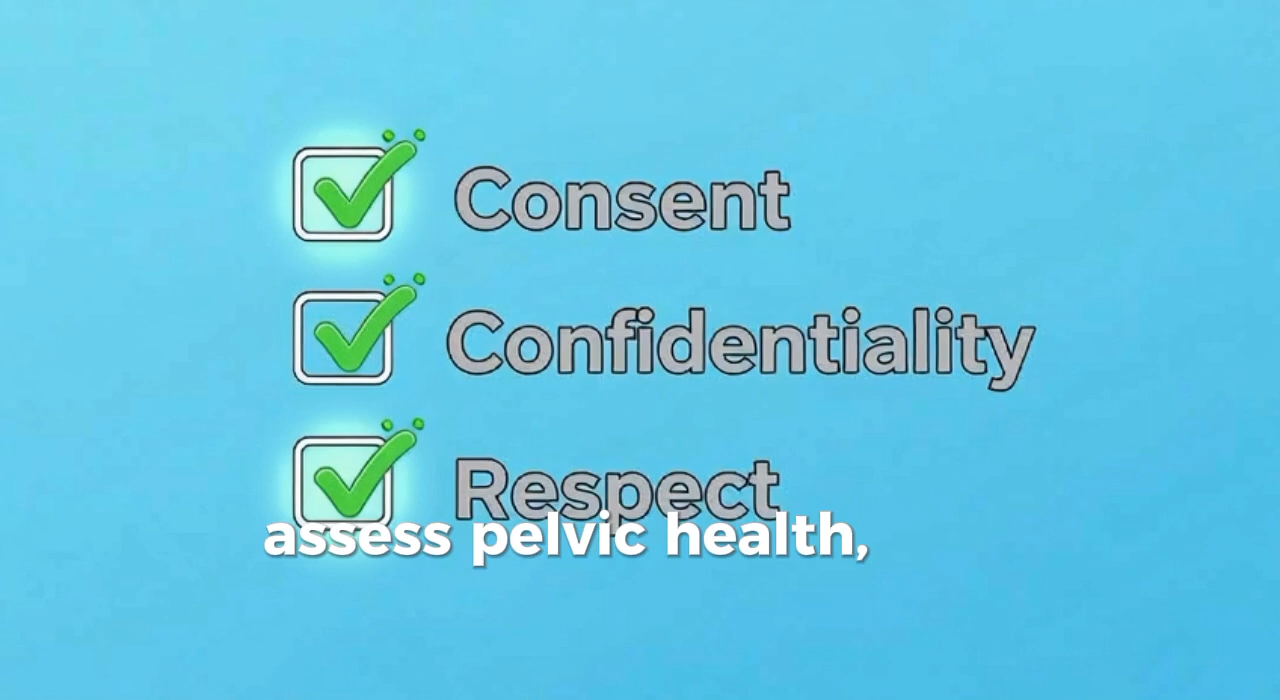 Consent
Confidentiality
Respect
assess pelvic health,